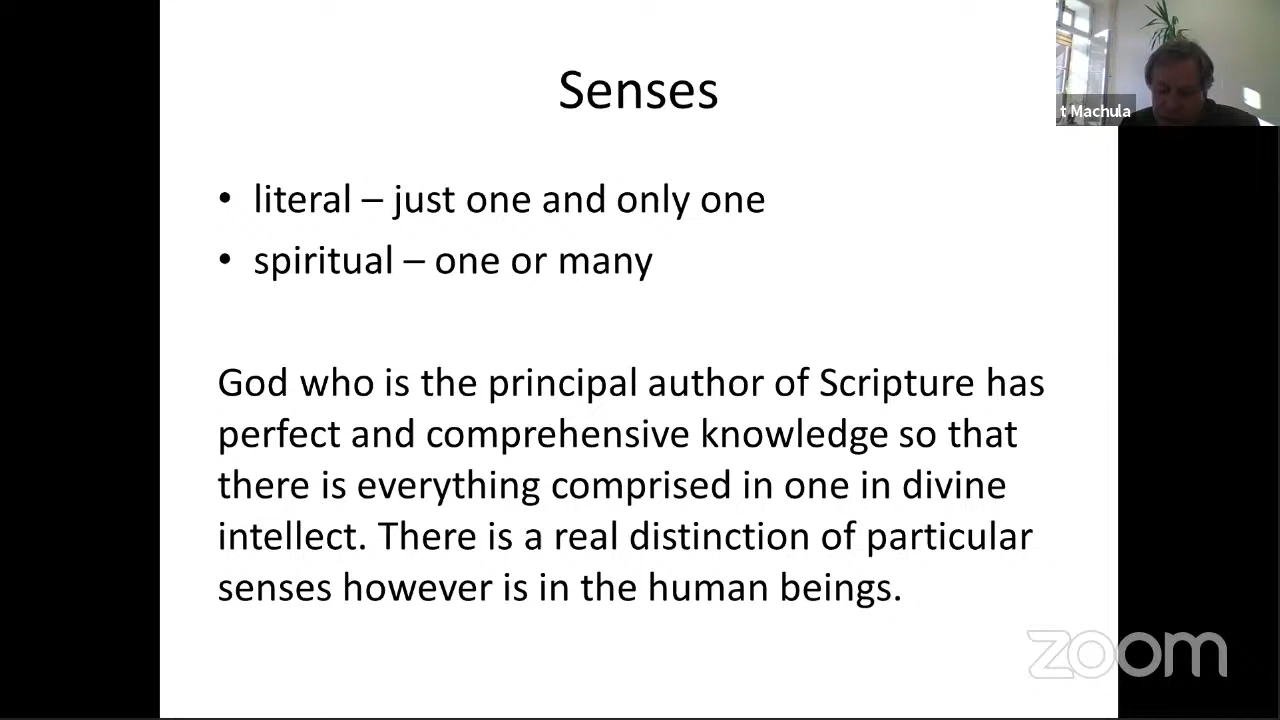 Senses
• literal – just one and only one
• spiritual – one or many
God who is the principal author of Scripture has
perfect and comprehensive knowledge so that
there is everything comprised in one in divine
intellect. There is a real distinction of particular
senses however is in the human beings.
t Machula
zoom